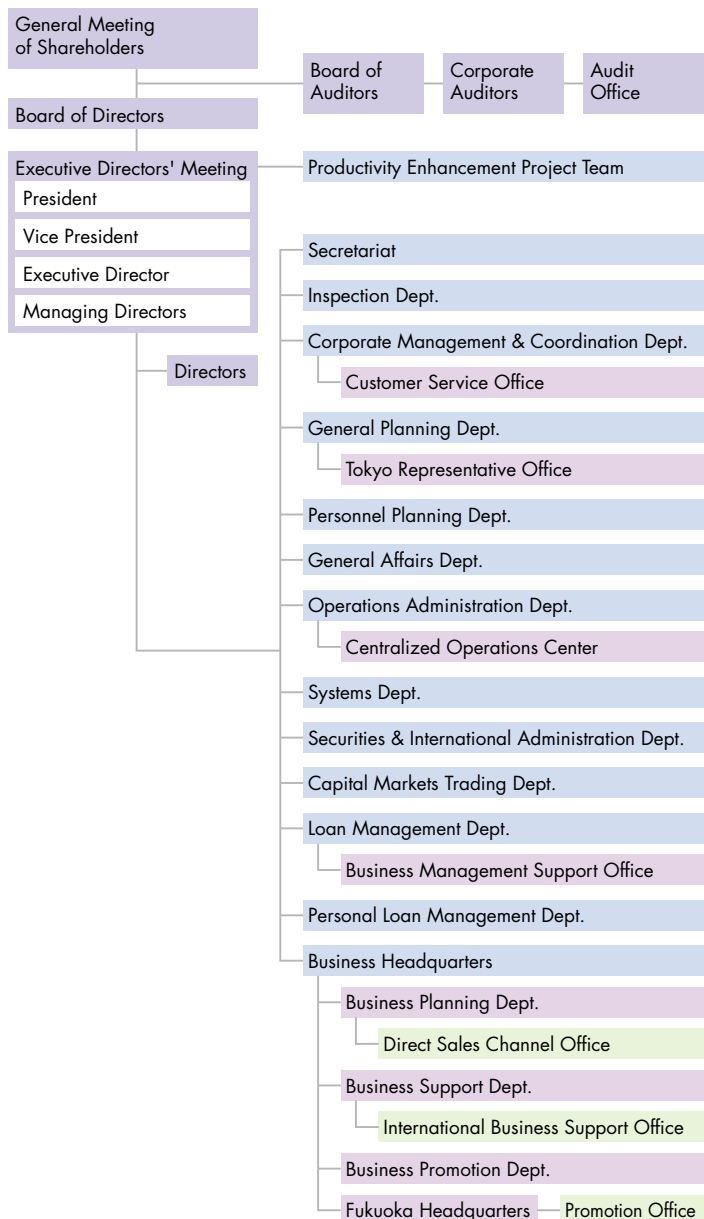 General Meeting
of Shareholders
Board of
Auditors
Corporate
Auditors
Audit
Office
Board of Directors
Executive Directors' Meeting
President
Vice President
Executive Director
Managing Directors
Directors
Productivity Enhancement Project Team
Secretariat
Inspection Dept.
Corporate Management & Coordination Dept.
Customer Service Office
General Planning Dept.
Tokyo Representative Office
Personnel Planning Dept.
General Affairs Dept.
Operations Administration Dept.
Centralized Operations Center
Systems Dept.
Securities & International Administration Dept.
Capital Markets Trading Dept.
Loan Management Dept.
Business Management Support Office
Personal Loan Management Dept.
Business Headquarters
Business Planning Dept.
Direct Sales Channel Office
Business Support Dept.
International Business Support Office
Business Promotion Dept.
Fukuoka Headquarters
Promotion Office